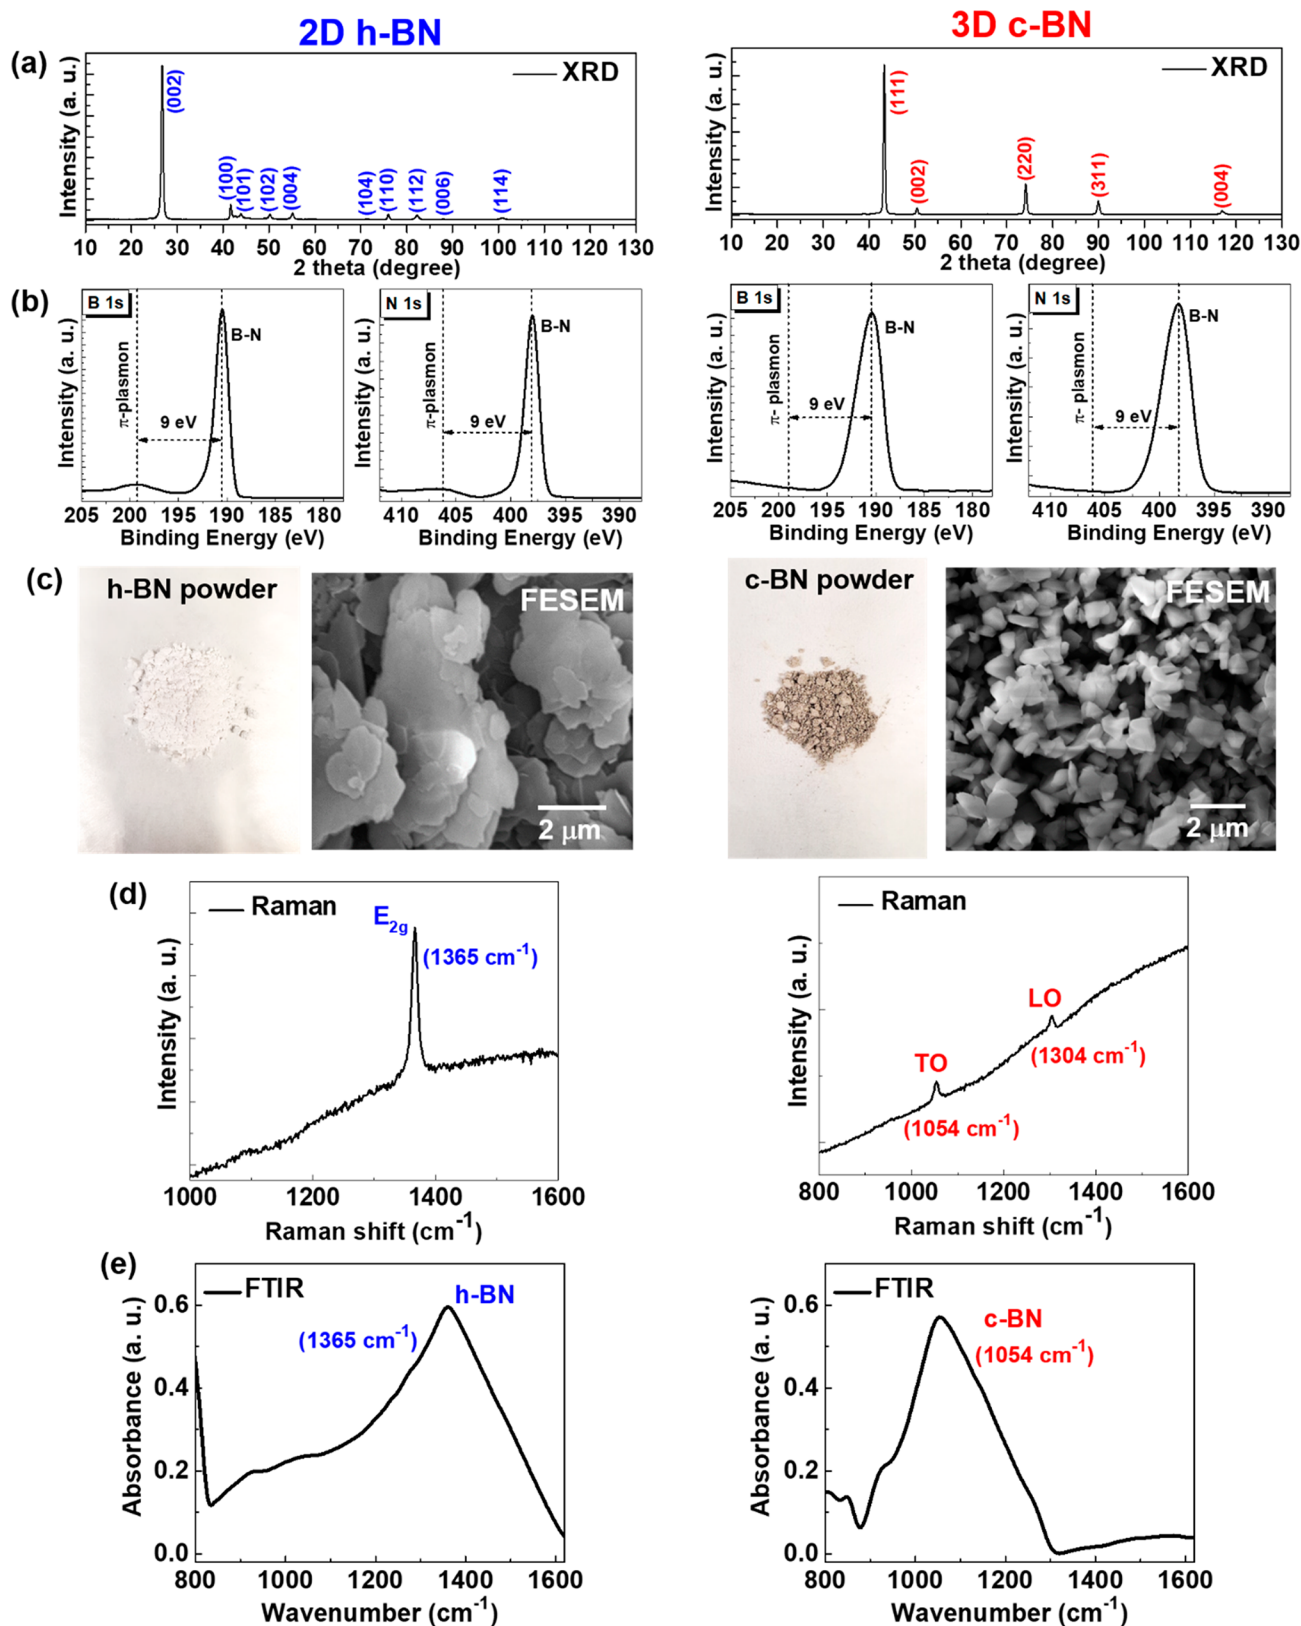 2D h-BN
3D c-BN
(a)
Intensity (a. u.)
XRD
(002)
(100)
(101)
(102)
(004)
(104)
(110)
(112)
(006)
(114)
10 20 30 40 50 60 70 80 90 100 110 120 130
2 theta (degree)
Intensity (a. u.)
XRD
(111)
(002)
(220)
(311)
(004)
10 20 30 40 50 60 70 80 90 100 110 120 130
2 theta (degree)
(b)
Intensity (a. u.)
B 1s
π-plasmon
9 eV
B-N
205 200 195 190 185 180
Binding Energy (eV)
Intensity (a. u.)
N 1s
π-plasmon
9 eV
B-N
410 405 400 395 390
Binding Energy (eV)
Intensity (a. u.)
B 1s
π- plasmon
9 eV
B-N
205 200 195 190 185 180
Binding Energy (eV)
Intensity (a. u.)
N 1s
π- plasmon
9 eV
B-N
410 405 400 395 390
Binding Energy (eV)
(c)
h-BN powder
FESEM
2 μm
c-BN powder
FESEM
2 μm
(d)
Intensity (a. u.)
Raman
E2g
(1365 cm-1)
1000 1200 1400 1600
Raman shift (cm-1)
Intensity (a. u.)
Raman
LO
(1304 cm-1)
TO
(1054 cm-1)
800 1000 1200 1400 1600
Raman shift (cm-1)
(e)
Absorbance (a. u.)
FTIR
h-BN
(1365 cm-1)
0.6
0.4
0.2
0.0
800 1000 1200 1400 1600
Wavenumber (cm-1)
Absorbance (a. u.)
FTIR
c-BN
(1054 cm-1)
0.6
0.4
0.2
0.0
800 1000 1200 1400 1600
Wavenumber (cm-1)